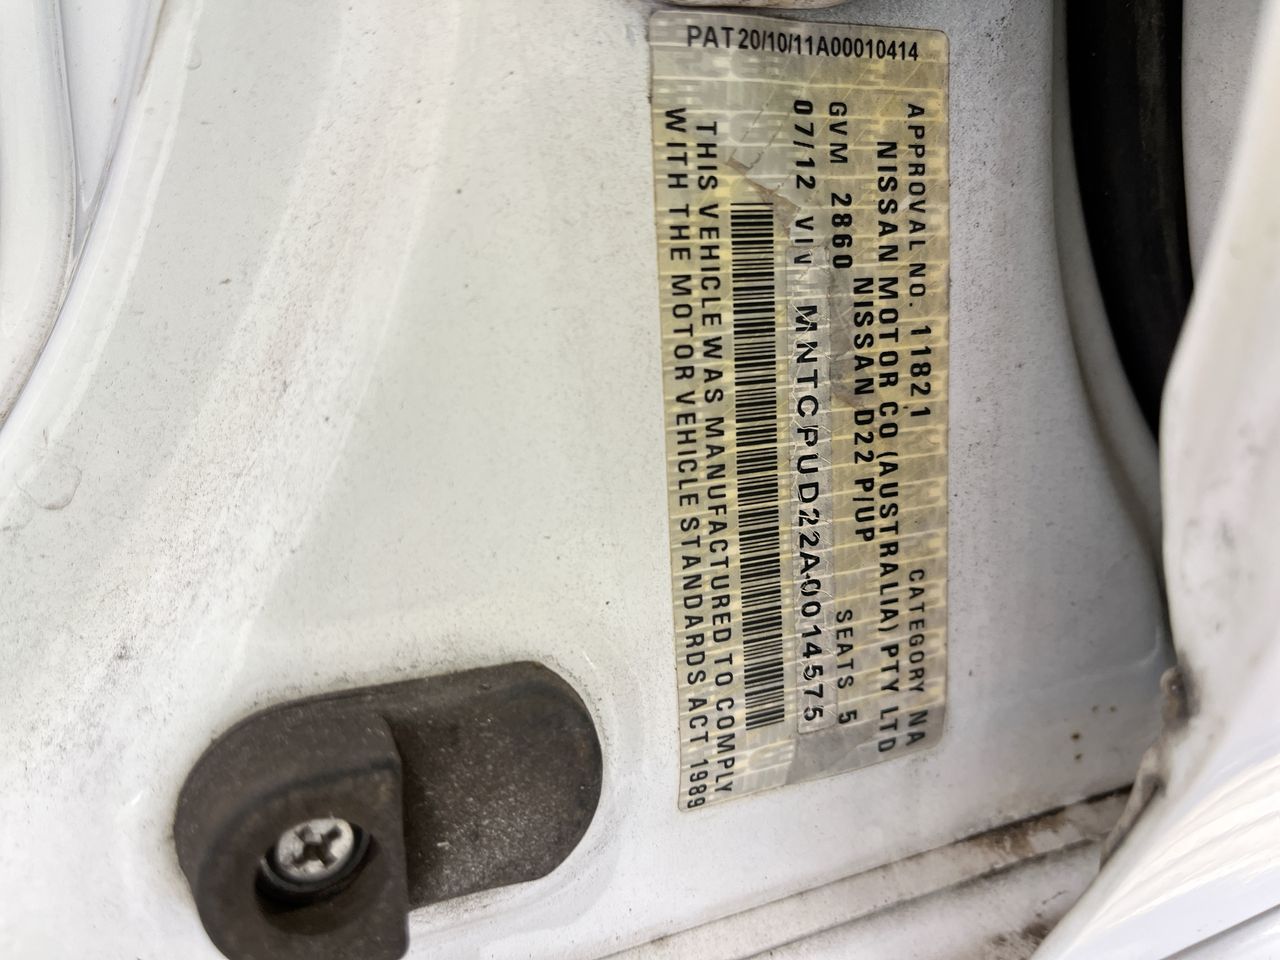 PAT20/10/11A00010414
APPROVAL NO. 11821 CATEGORY NA
NISSAN MOTOR CO (AUSTRALIA) PTY LTD
NISSAN D22 P/UP
GVM 2860 SEATS 5
07/12 VIN MNTCPUD22A0014575
THIS VEHICLE WAS MANUFACTURED TO COMPLY
WITH THE MOTOR VEHICLE STANDARDS ACT 1989